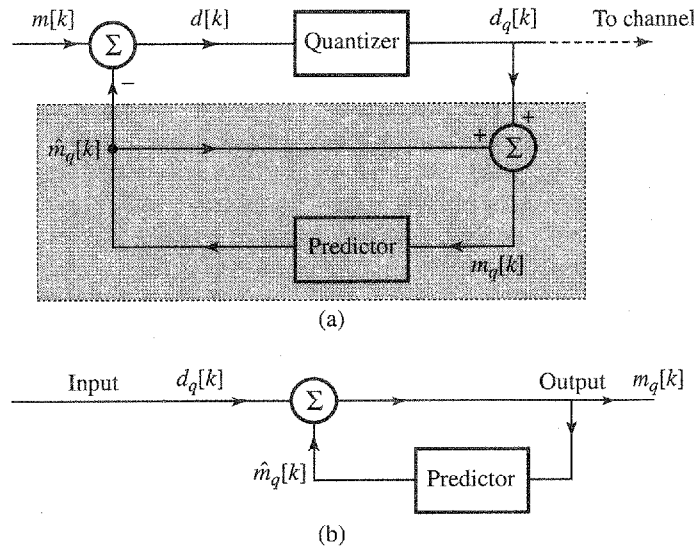 m[k] Σ d[k] Quantizer d_q[k] To channel
−
+
m̂_q[k] + Σ
Predictor
m_q[k]
(a)
Input d_q[k] Σ Output m_q[k]
m̂_q[k] Predictor
(b)